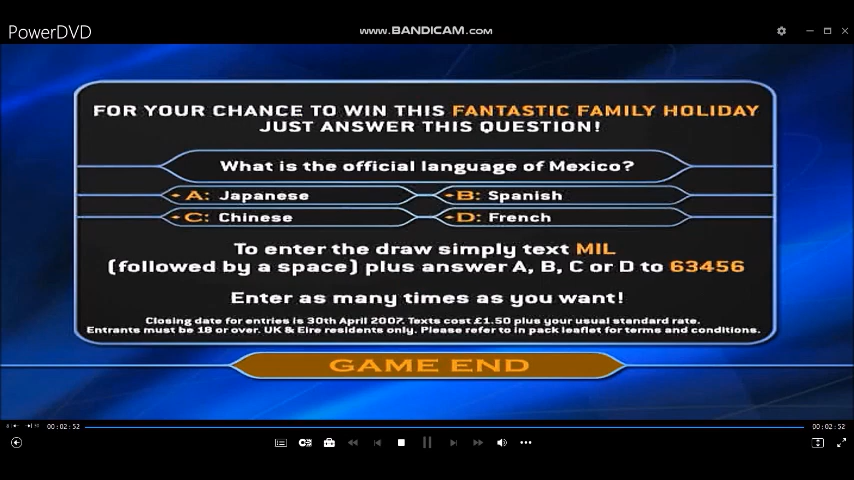 PowerDVD
www.BANDICAM.com
FOR YOUR CHANCE TO WIN THIS FANTASTIC FAMILY HOLIDAY
JUST ANSWER THIS QUESTION!
What is the official language of Mexico?
A: Japanese
B: Spanish
C: Chinese
D: French
To enter the draw simply text MIL
(followed by a space) plus answer A, B, C or D to 63456
Enter as many times as you want!
Closing date for entries is 30th April 2007. Texts cost £1.50 plus your usual standard rate.
Entrants must be 18 or over. UK & Eire residents only. Please refer to in pack leaflet for terms and conditions.
GAME END
00:02:52
00:02:52